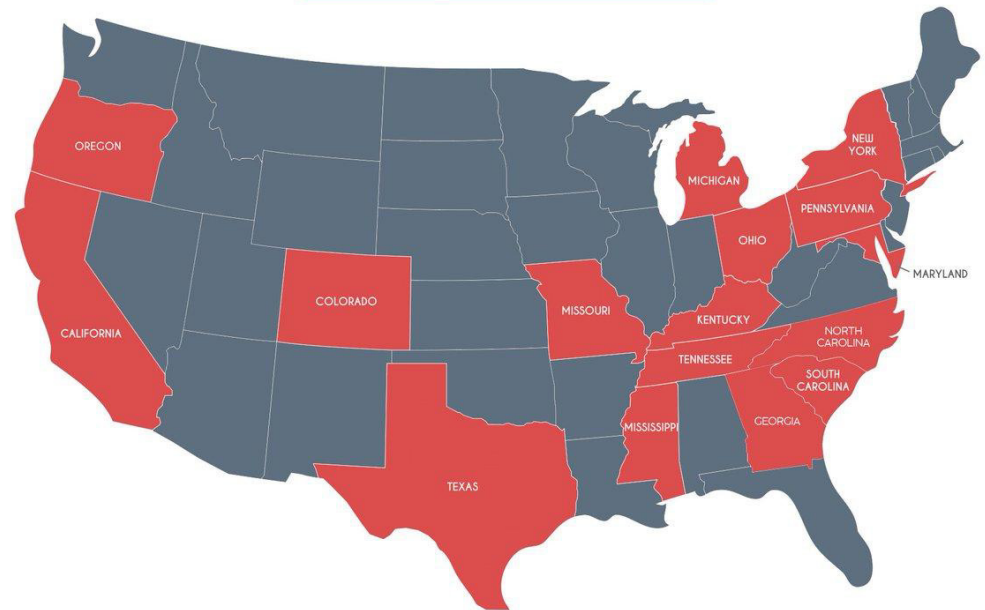 OREGON
CALIFORNIA
COLORADO
TEXAS
MISSOURI
MISSISSIPPI
MICHIGAN
OHIO
KENTUCKY
TENNESSEE
NEW
YORK
PENNSYLVANIA
MARYLAND
NORTH
CAROLINA
SOUTH
CAROLINA
GEORGIA